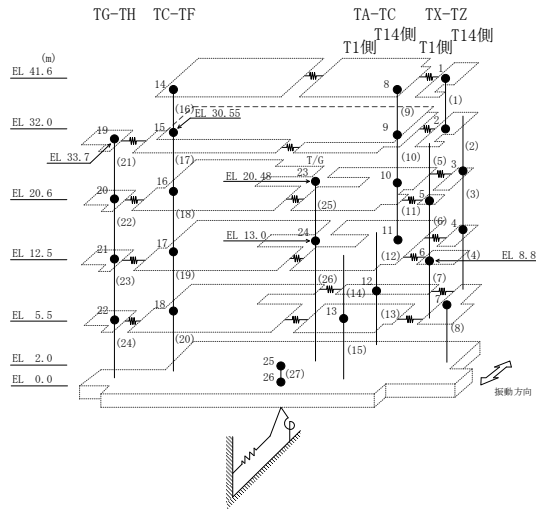 TG-TH TC-TF TA-TC TX-TZ
T1側 T14側 T1側 T14側
(m)
EL 41.6
14 8 1
(16) (9) (1)
EL 30.55
EL 32.0
19 15 9 2
EL 33.7
(21) (17) (10) (2)
T/G
EL 20.48 23 (5) 3
EL 20.6
20 16 10 5 (3)
(22) (18) (25) (11)
EL 13.0 24 (6) 4
11
EL 12.5
21 17 (12) 6 (4) EL 8.8
(23) (19) (26) (14) 12 (7)
EL 5.5
22 18 13 (13) 7
(24) (20) (15) (8)
EL 2.0
25
EL 0.0
26 (27)
振動方向